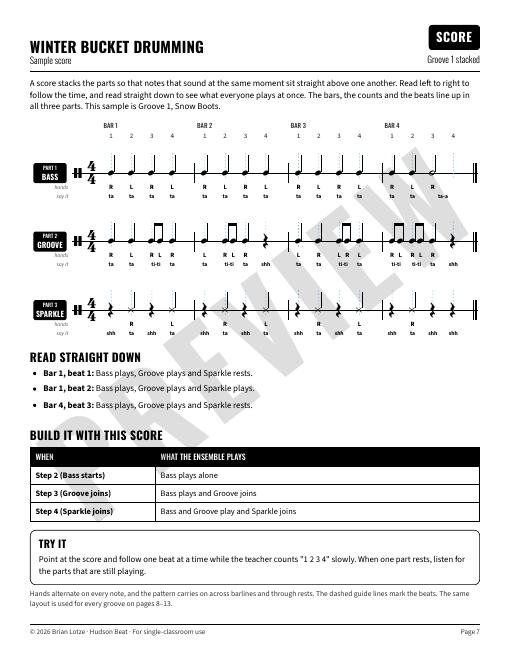 SCORE
WINTER BUCKET DRUMMING
Sample score
Groove 1 stacked
A score stacks the parts so that notes that sound at the same moment sit straight above one another. Read left to right to
follow the time, and read straight down to see what everyone plays at once. The bars, the counts and the beats line up in
all three parts. This sample is Groove 1, Snow Boots.
BAR 1 BAR 2 BAR 3 BAR 4
1 2 3 4 1 2 3 4 1 2 3 4 1 2 3 4
PART 1
BASS
4
4
hands R L R L R L R L R L R L R L R
say it ta ta ta ta ta ta ta ta ta ta ta ta ta ta ta-a
PART 2
GROOVE
4
4
hands R L R L R L R L R L R L R L R L R L R
say it ta ta ti-ti ta ta ti-ti ta shh ta ta ti-ti ta ti-ti ti-ti ta shh
PART 3
SPARKLE
4
4
hands R L R L R L R L
say it shh ta shh ta shh ta shh ta shh ta shh ta shh ta shh ta
PREVIEW
READ STRAIGHT DOWN
• Bar 1, beat 1: Bass plays, Groove plays and Sparkle rests.
• Bar 1, beat 2: Bass plays, Groove plays and Sparkle plays.
• Bar 4, beat 3: Bass plays, Groove plays and Sparkle rests.
BUILD IT WITH THIS SCORE
WHEN WHAT THE ENSEMBLE PLAYS
Step 2 (Bass starts) Bass plays alone
Step 3 (Groove joins) Bass plays and Groove joins
Step 4 (Sparkle joins) Bass and Groove play and Sparkle joins
TRY IT
Point at the score and follow one beat at a time while the teacher counts "1 2 3 4" slowly. When one part rests, listen for
the parts that are still playing.
Hands alternate on every note, and the pattern carries on across barlines and through rests. The dashed guide lines mark the beats. The same
layout is used for every groove on pages 8–13.
© 2026 Brian Lotze · Hudson Beat · For single-classroom use Page 7